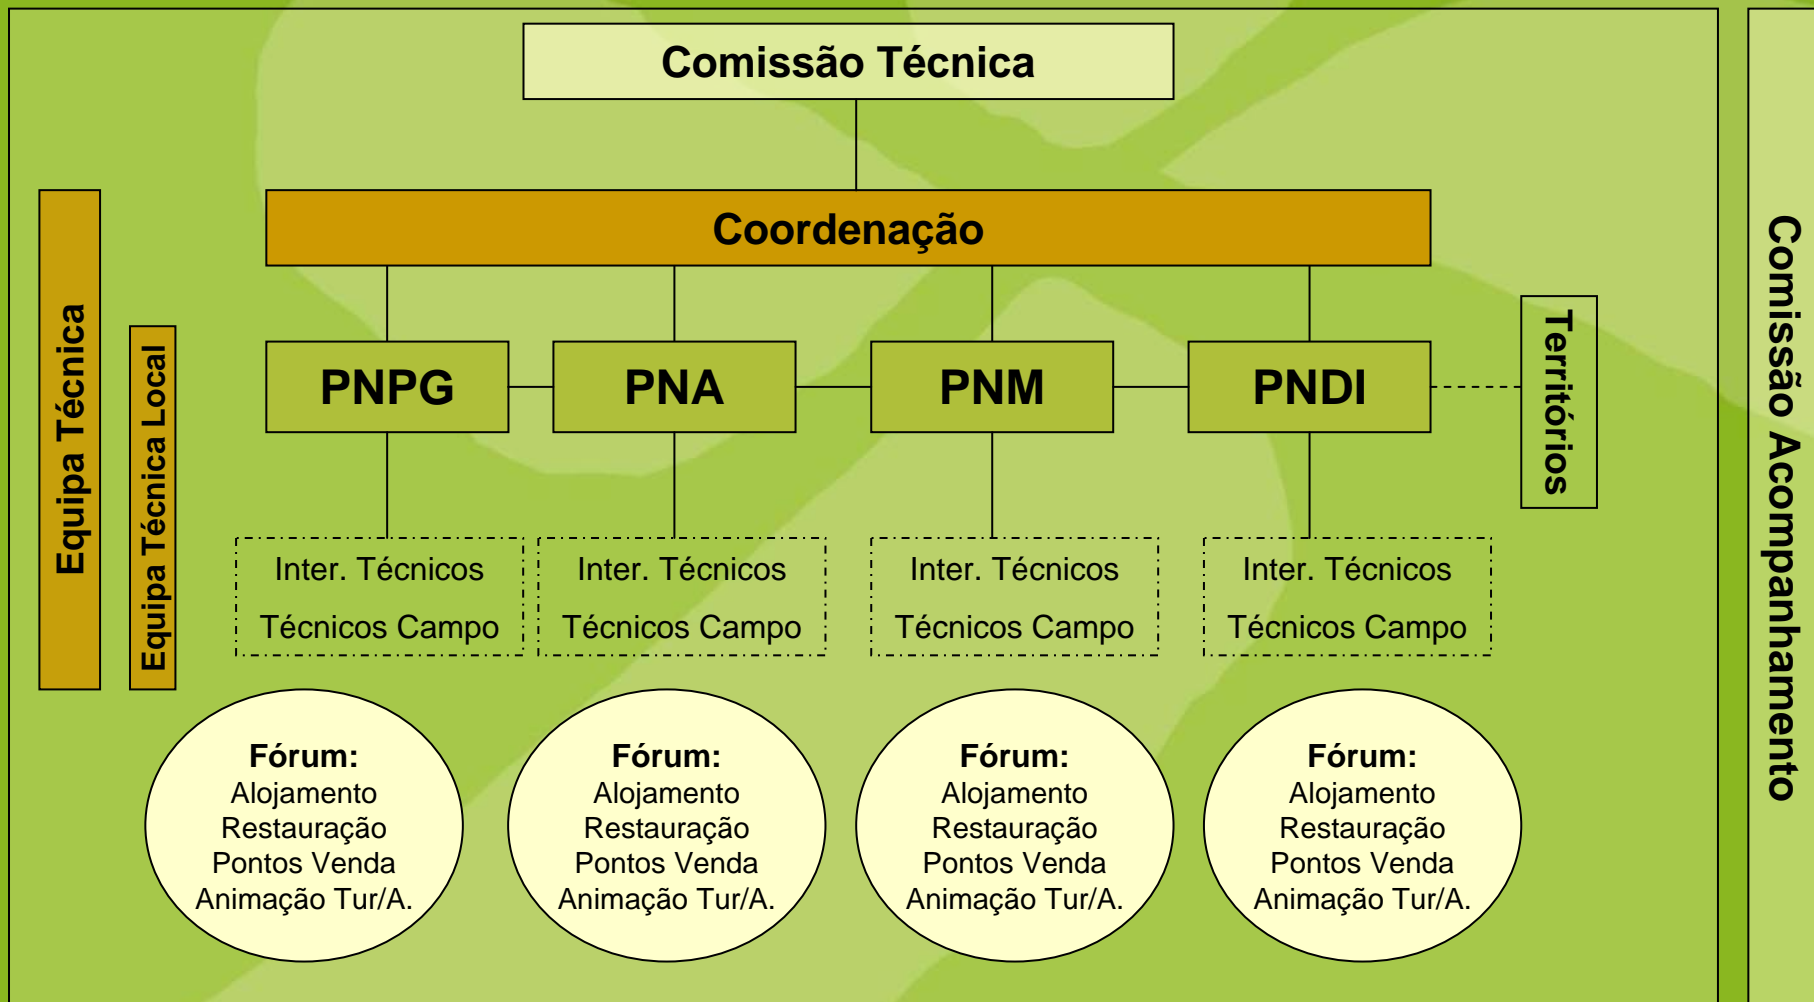 Comissão Técnica
Coordenação
Equipa Técnica
Equipa Técnica Local
PNPG
PNA
PNM
PNDI
Territórios
Comissão Acompanhamento
Inter. Técnicos
Técnicos Campo
Inter. Técnicos
Técnicos Campo
Inter. Técnicos
Técnicos Campo
Inter. Técnicos
Técnicos Campo
Fórum:
Alojamento
Restauração
Pontos Venda
Animação Tur/A.
Fórum:
Alojamento
Restauração
Pontos Venda
Animação Tur/A.
Fórum:
Alojamento
Restauração
Pontos Venda
Animação Tur/A.
Fórum:
Alojamento
Restauração
Pontos Venda
Animação Tur/A.